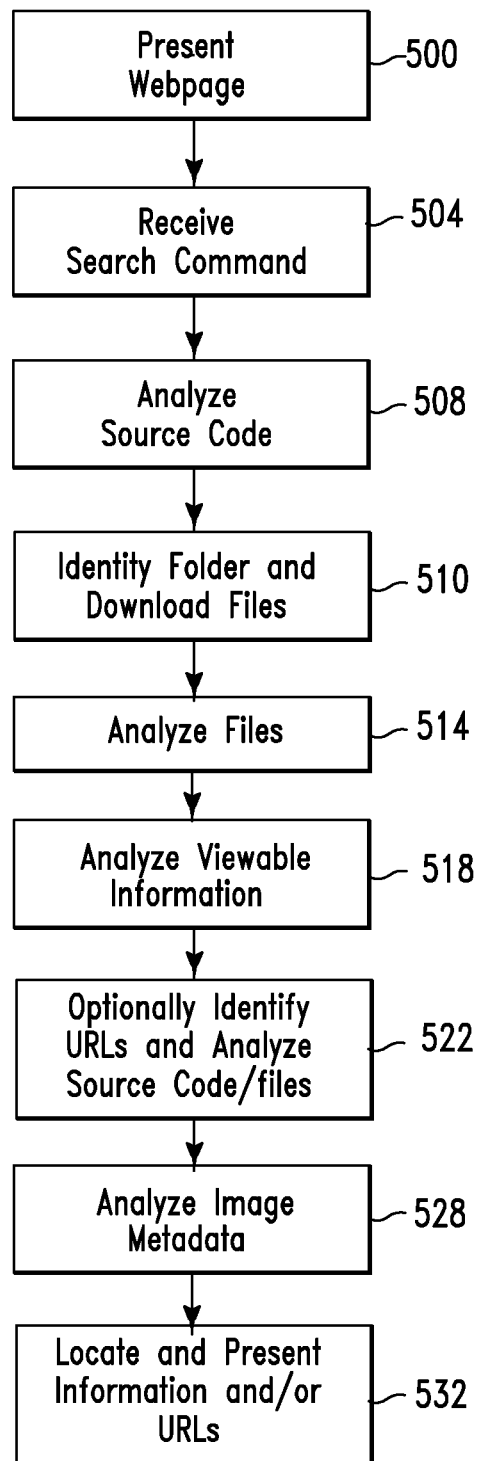 Present
Webpage
500
Receive
Search Command
504
Analyze
Source Code
508
Identity Folder and
Download Files
510
Analyze Files
514
Analyze Viewable
Information
518
Optionally Identify
URLs and Analyze
Source Code/files
522
Analyze Image
Metadata
528
Locate and Present
Information and/or
URLs
532